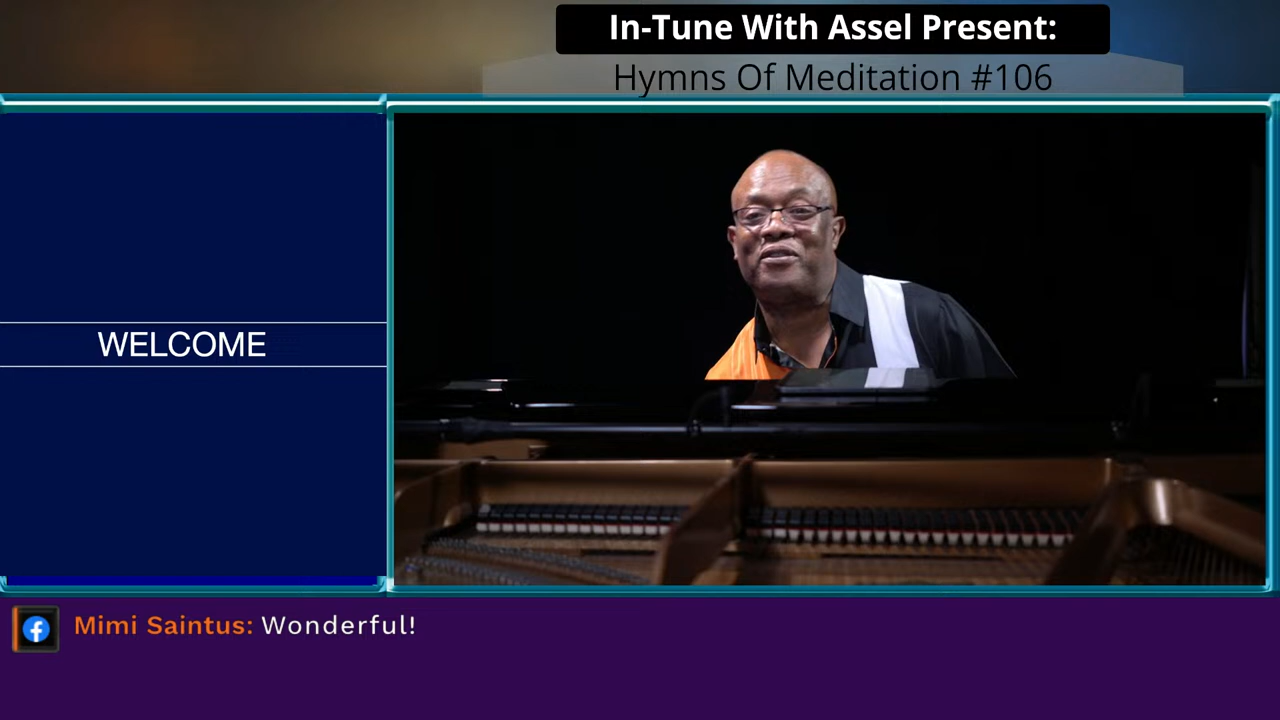 In-Tune With Assel Present:
Hymns Of Meditation #106
WELCOME
Mimi Saintus: Wonderful!